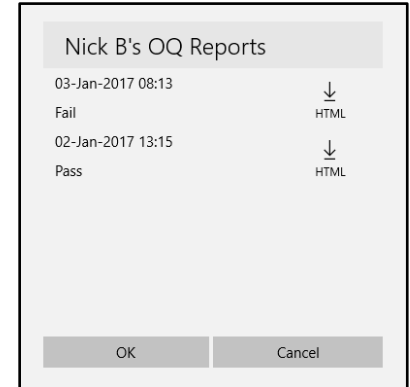 Nick B's OQ Reports
03-Jan-2017 08:13
Fail
HTML
02-Jan-2017 13:15
Pass
HTML
OK Cancel